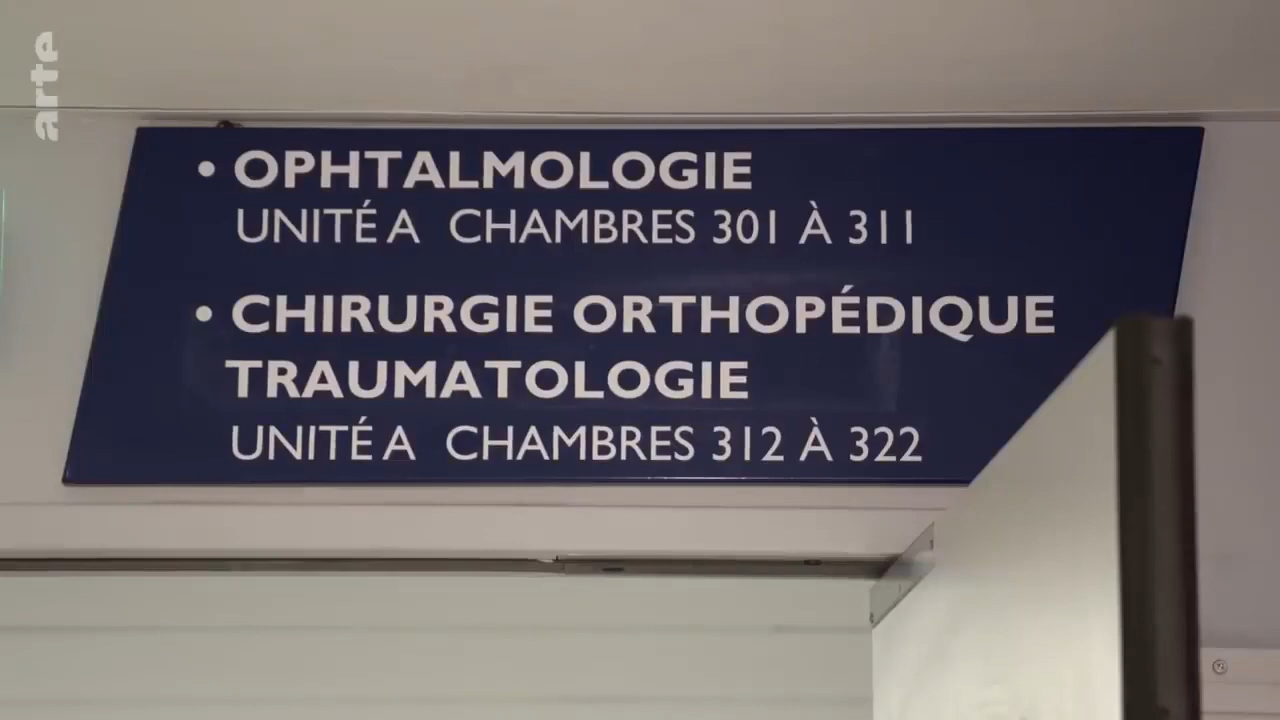 arte
• OPHTALMOLOGIE
UNITÉ A CHAMBRES 301 À 311
• CHIRURGIE ORTHOPÉDIQUE
TRAUMATOLOGIE
UNITÉ A CHAMBRES 312 À 322